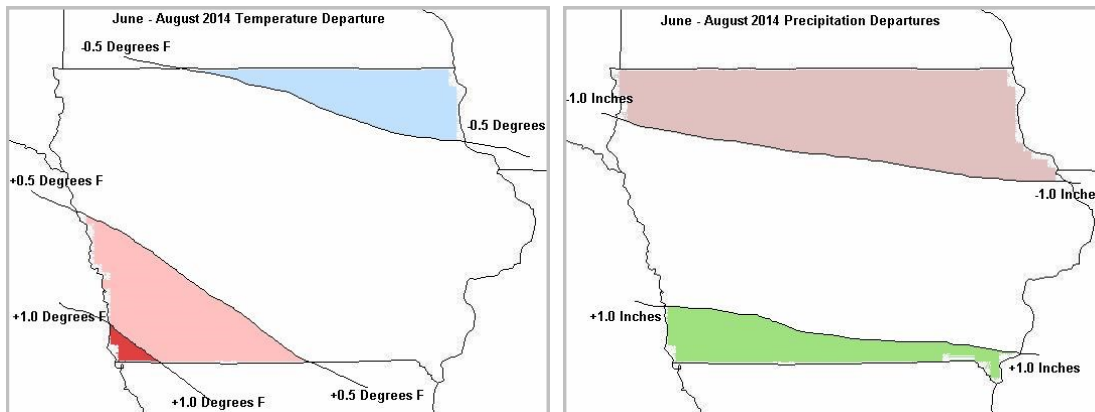 June - August 2014 Temperature Departure
-0.5 Degrees F
-0.5 Degrees
+0.5 Degrees F
+1.0 Degrees F
+0.5 Degrees F
+1.0 Degrees F
June - August 2014 Precipitation Departures
-1.0 Inches
-1.0 Inches
+1.0 Inches
+1.0 Inches